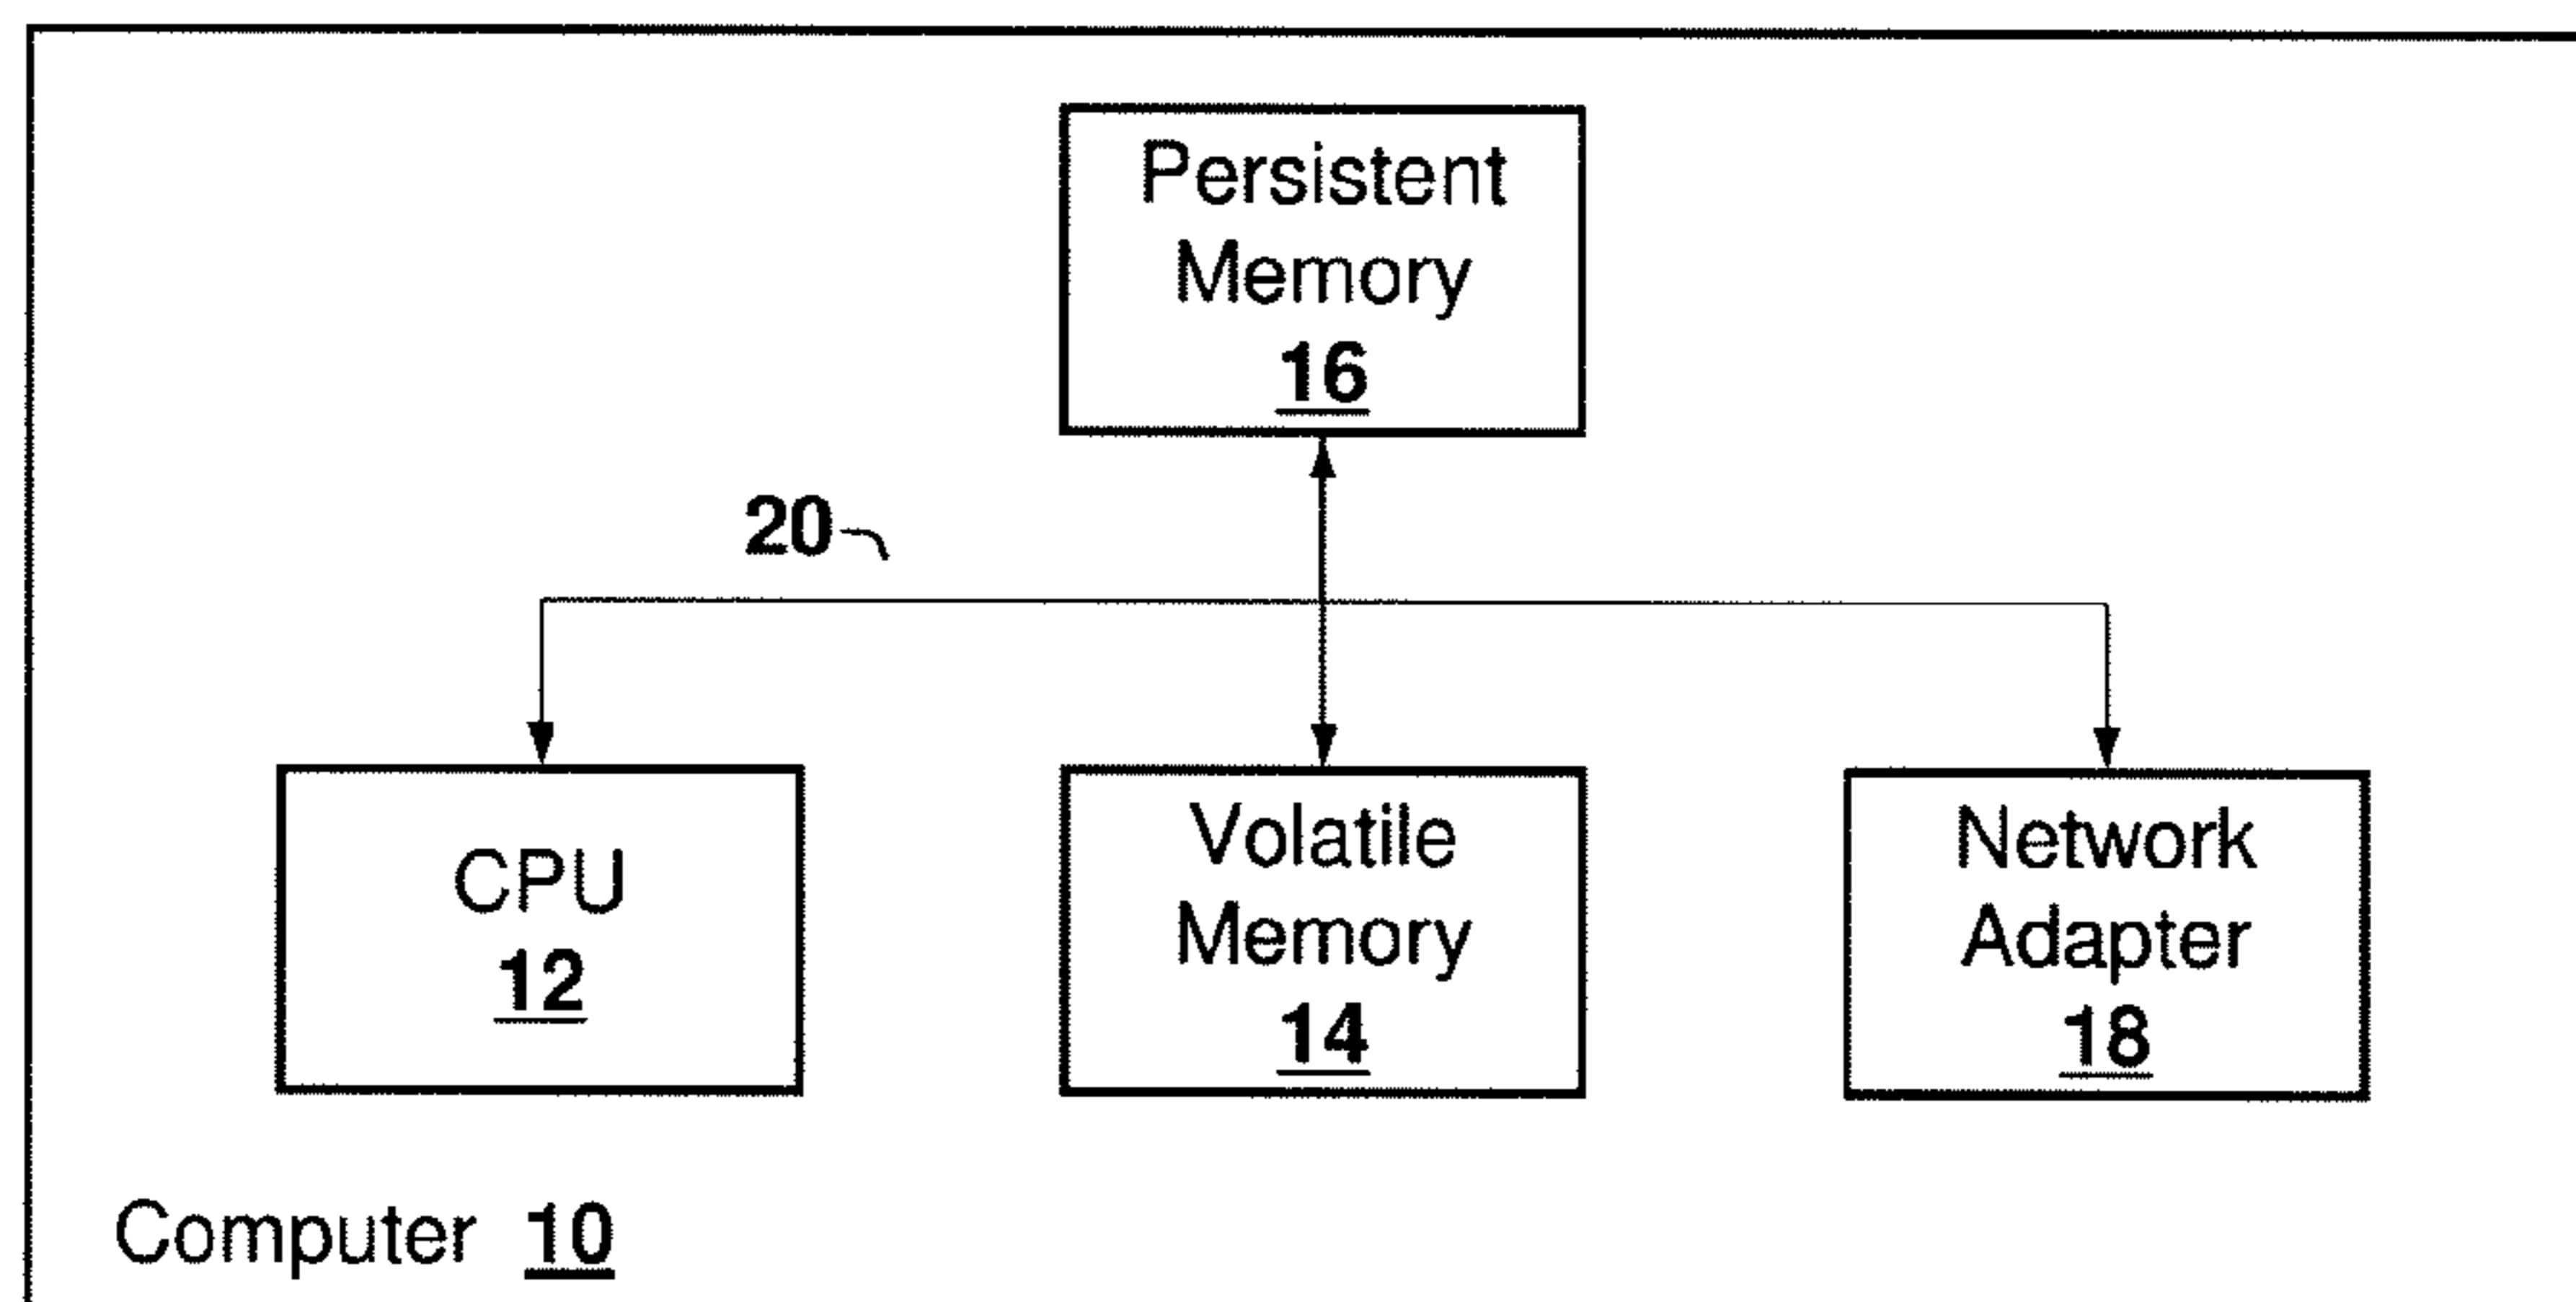 Persistent
Memory
16
20
CPU
12
Volatile
Memory
14
Network
Adapter
18
Computer 10